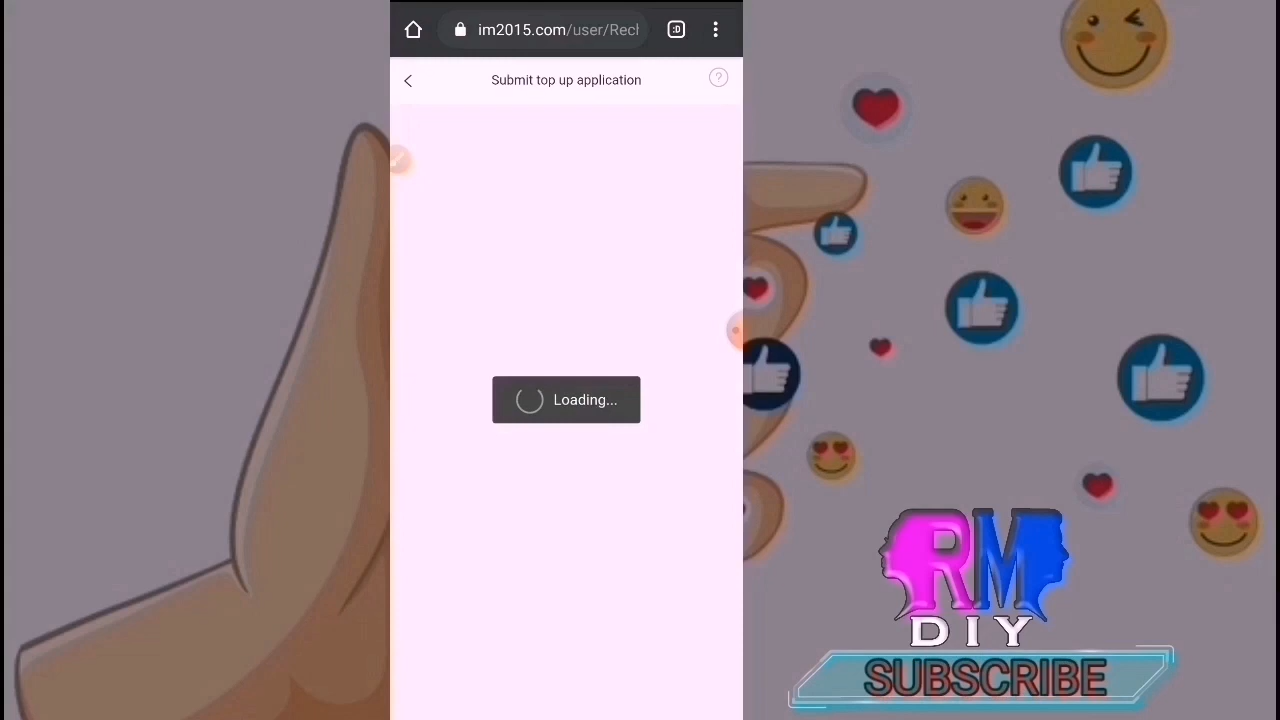 im2015.com/user/Recl
Submit top up application
?
Loading...
RM
DIY
SUBSCRIBE